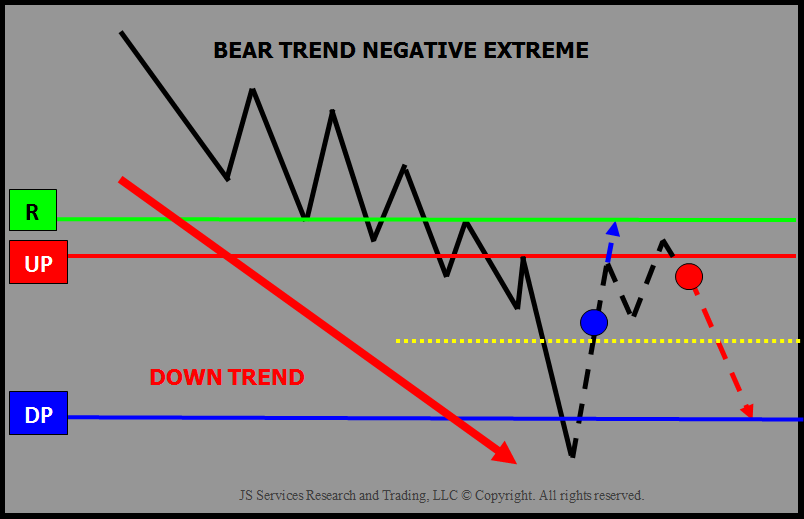 BEAR TREND NEGATIVE EXTREME
R
UP
DOWN TREND
DP
JS Services Research and Trading, LLC © Copyright. All rights reserved.